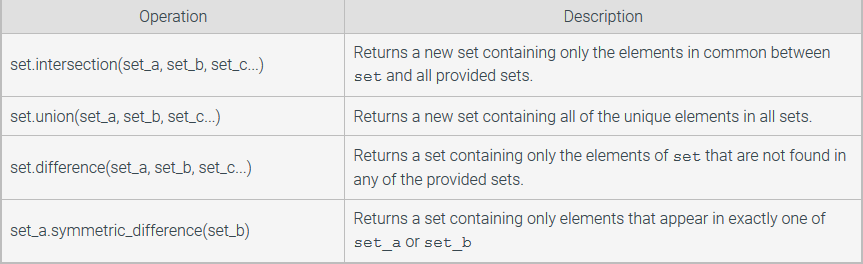 Operation
Description
set.intersection(set_a, set_b, set_c...)
Returns a new set containing only the elements in common between
set and all provided sets.
set.union(set_a, set_b, set_c...)
Returns a new set containing all of the unique elements in all sets.
set.difference(set_a, set_b, set_c...)
Returns a set containing only the elements of set that are not found in
any of the provided sets.
set_a.symmetric_difference(set_b)
Returns a set containing only elements that appear in exactly one of
set_a or set_b